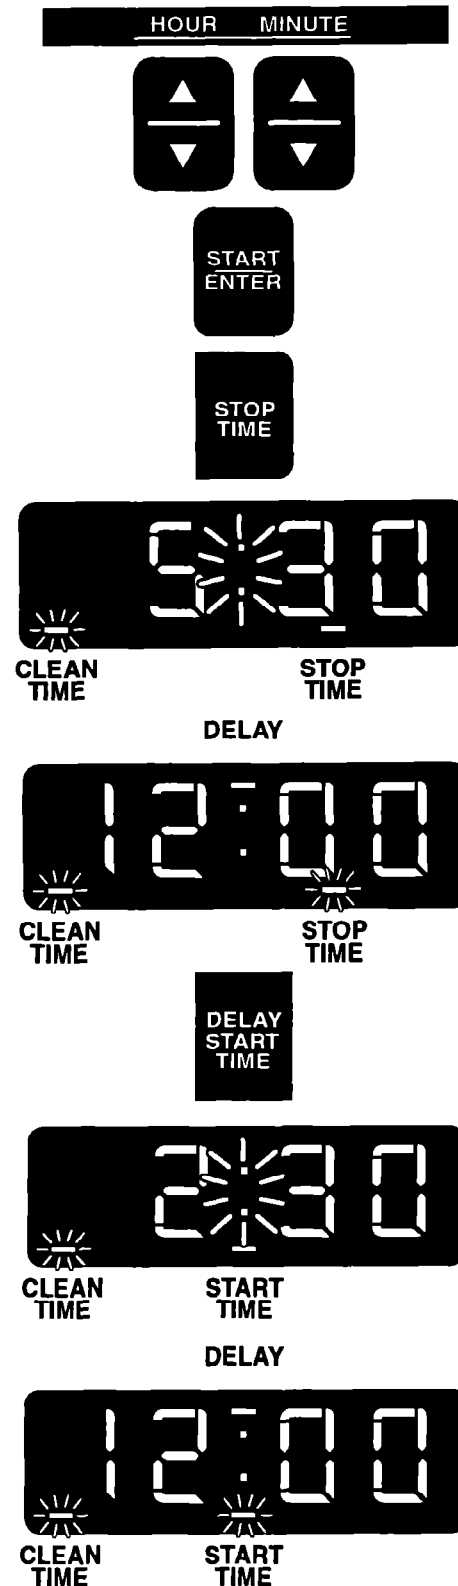 HOUR MINUTE
START
ENTER
STOP
TIME
5:30
CLEAN
TIME
STOP
TIME
DELAY
12:00
CLEAN
TIME
STOP
TIME
DELAY
START
TIME
2:30
CLEAN
TIME
START
TIME
DELAY
12:00
CLEAN
TIME
START
TIME